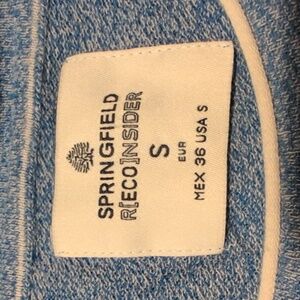 SPRINGFIELD
R[ECO]NSIDER
S
EUR
MEX 36 USA S